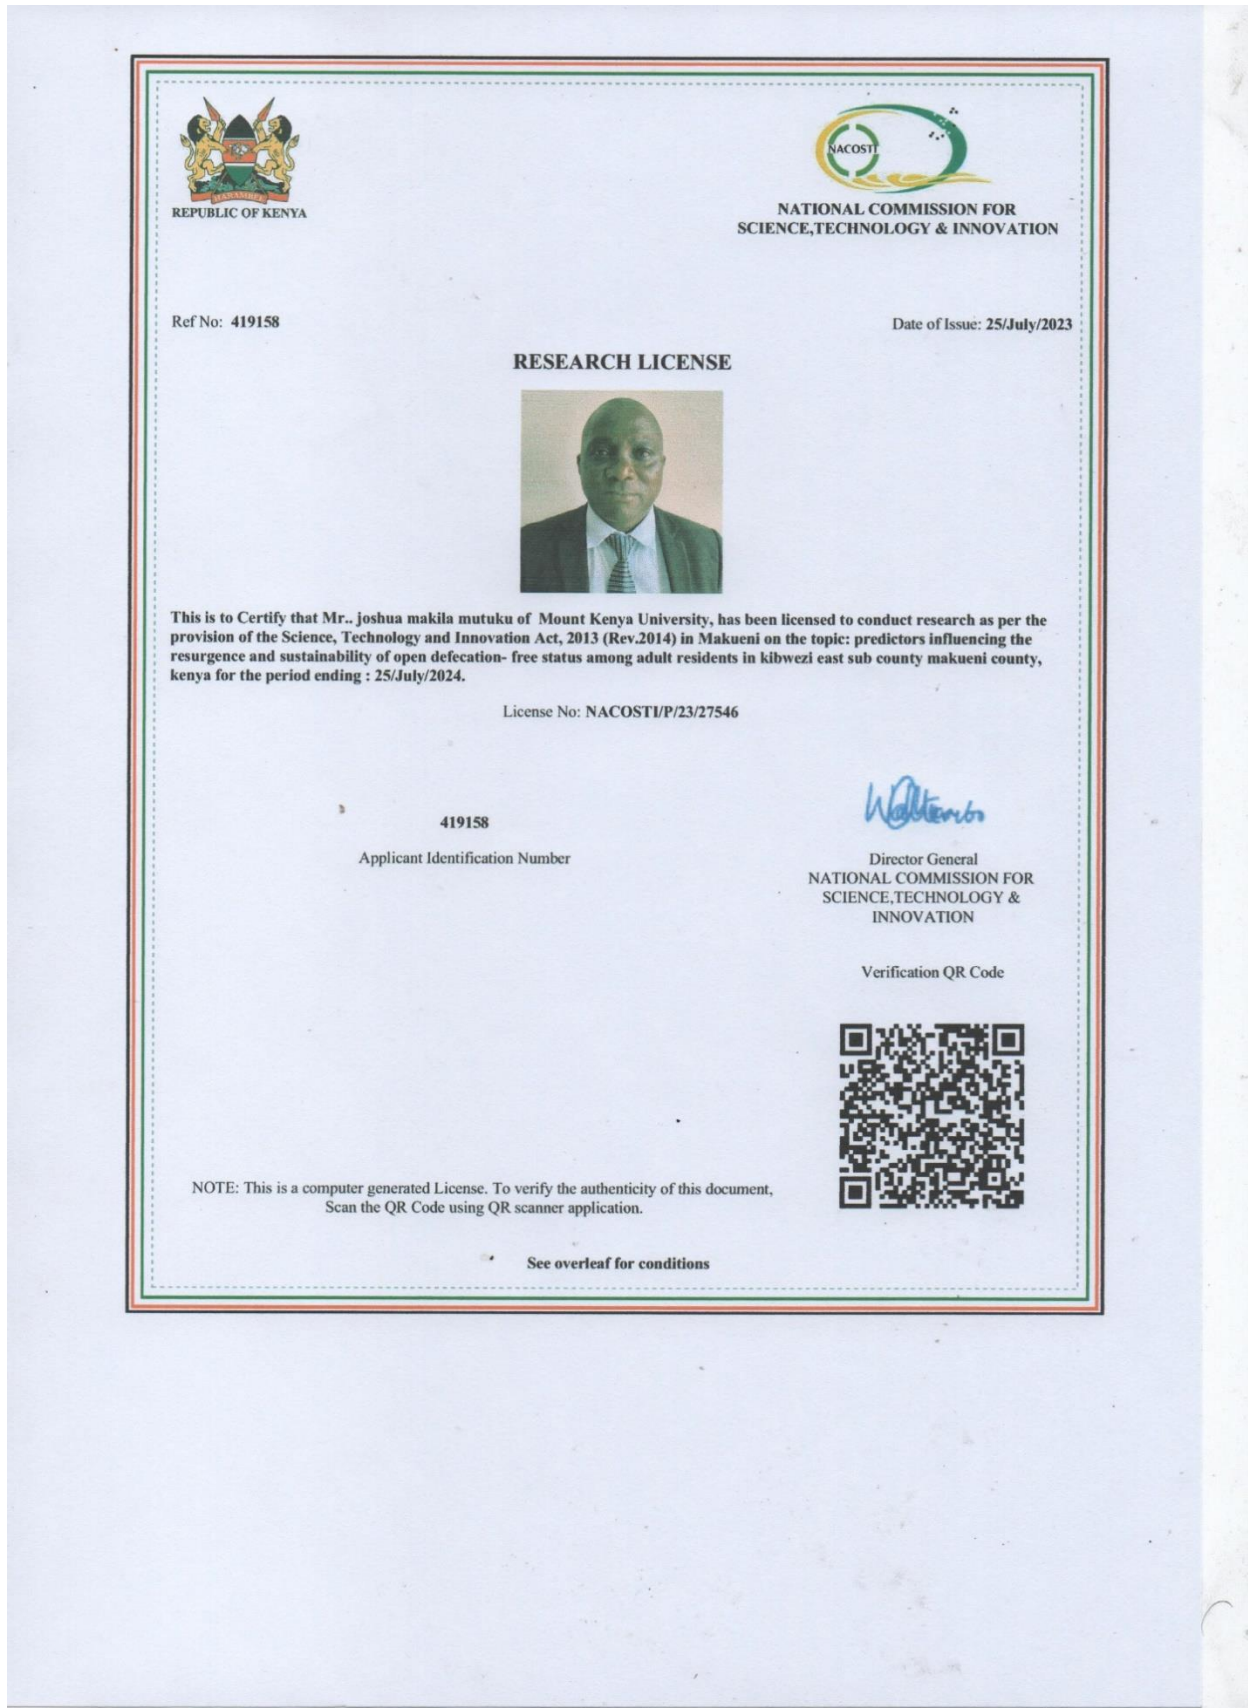 HARAMBEE
REPUBLIC OF KENYA
NACOSTI
NATIONAL COMMISSION FOR
SCIENCE,TECHNOLOGY & INNOVATION
Ref No: 419158
Date of Issue: 25/July/2023
RESEARCH LICENSE
This is to Certify that Mr.. joshua makila mutuku of Mount Kenya University, has been licensed to conduct research as per the
provision of the Science, Technology and Innovation Act, 2013 (Rev.2014) in Makueni on the topic: predictors influencing the
resurgence and sustainability of open defecation- free status among adult residents in kibwezi east sub county makueni county,
kenya for the period ending : 25/July/2024.
License No: NACOSTI/P/23/27546
419158
Applicant Identification Number
Director General
NATIONAL COMMISSION FOR
SCIENCE,TECHNOLOGY &
INNOVATION
Verification QR Code
NOTE: This is a computer generated License. To verify the authenticity of this document,
Scan the QR Code using QR scanner application.
See overleaf for conditions